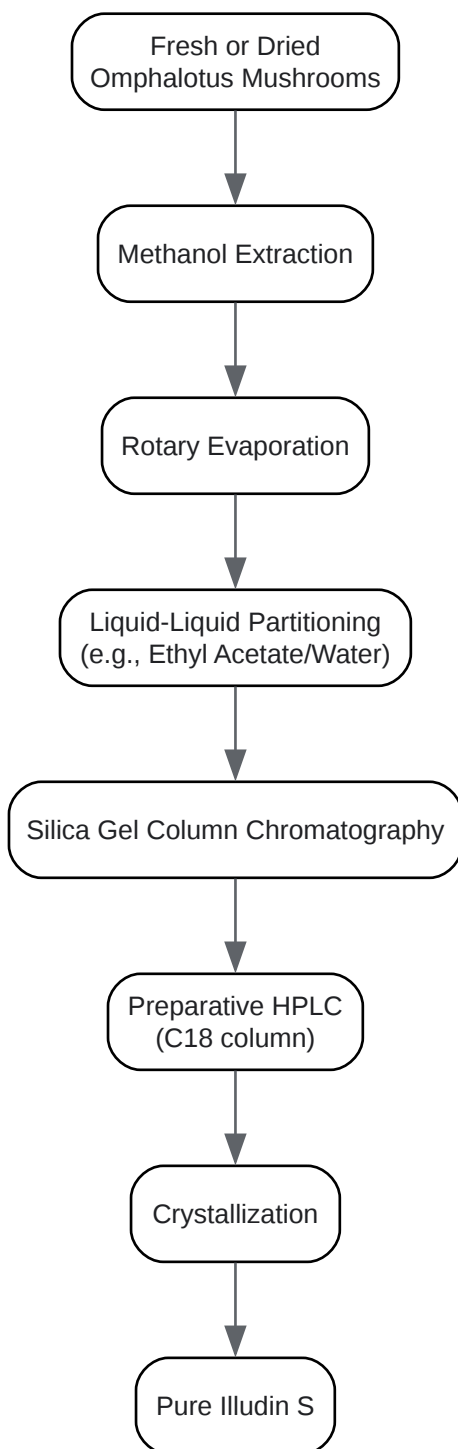 Fresh or Dried
Omphalotus Mushrooms
Methanol Extraction
Rotary Evaporation
Liquid-Liquid Partitioning
(e.g., Ethyl Acetate/Water)
Silica Gel Column Chromatography
Preparative HPLC
(C18 column)
Crystallization
Pure Illudin S